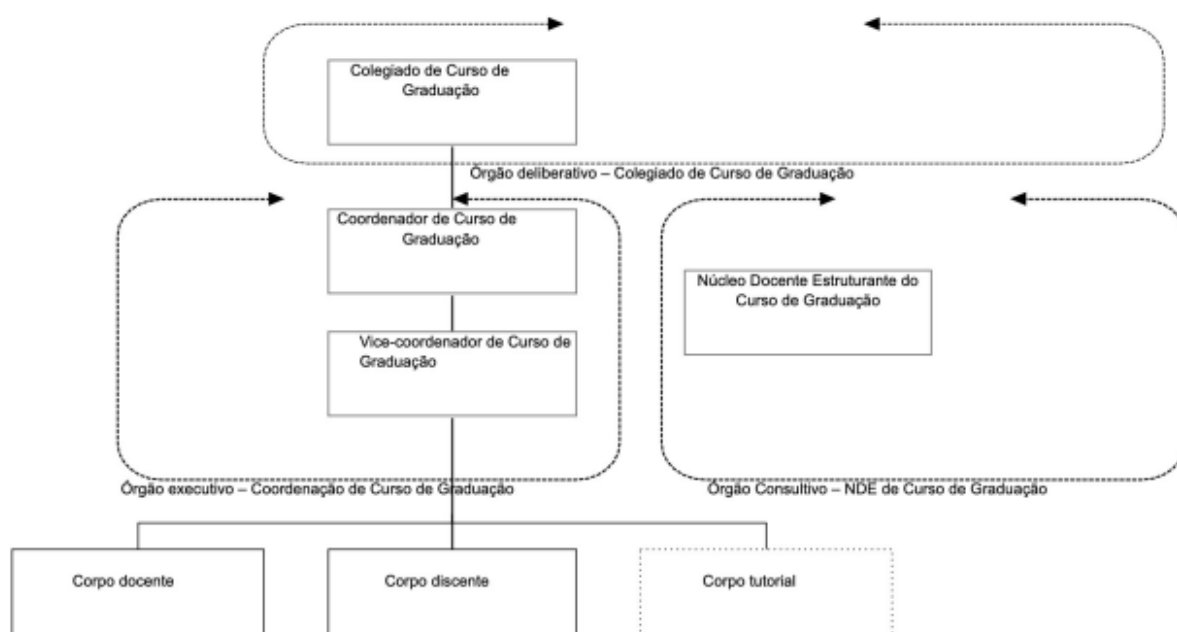 Colegiado de Curso de
Graduação
Órgão deliberativo – Colegiado de Curso de Graduação
Coordenador de Curso de
Graduação
Vice-coordenador de Curso de
Graduação
Órgão executivo – Coordenação de Curso de Graduação
Núcleo Docente Estruturante do
Curso de Graduação
Órgão Consultivo – NDE de Curso de Graduação
Corpo docente
Corpo discente
Corpo tutorial